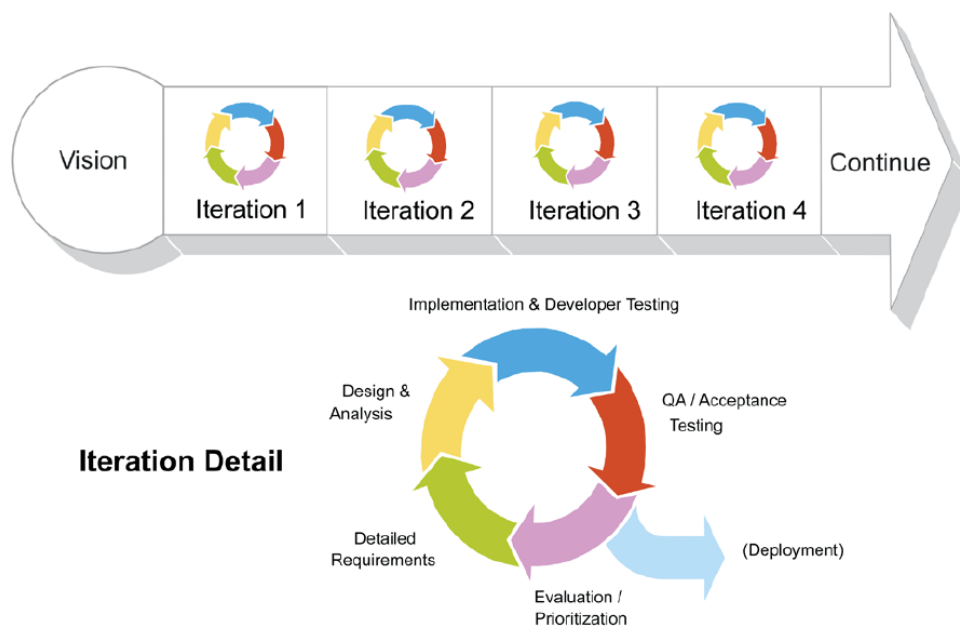 Vision
Iteration 1
Iteration 2
Iteration 3
Iteration 4
Continue
Implementation & Developer Testing
Design &
Analysis
QA / Acceptance
Testing
Iteration Detail
Detailed
Requirements
(Deployment)
Evaluation /
Prioritization